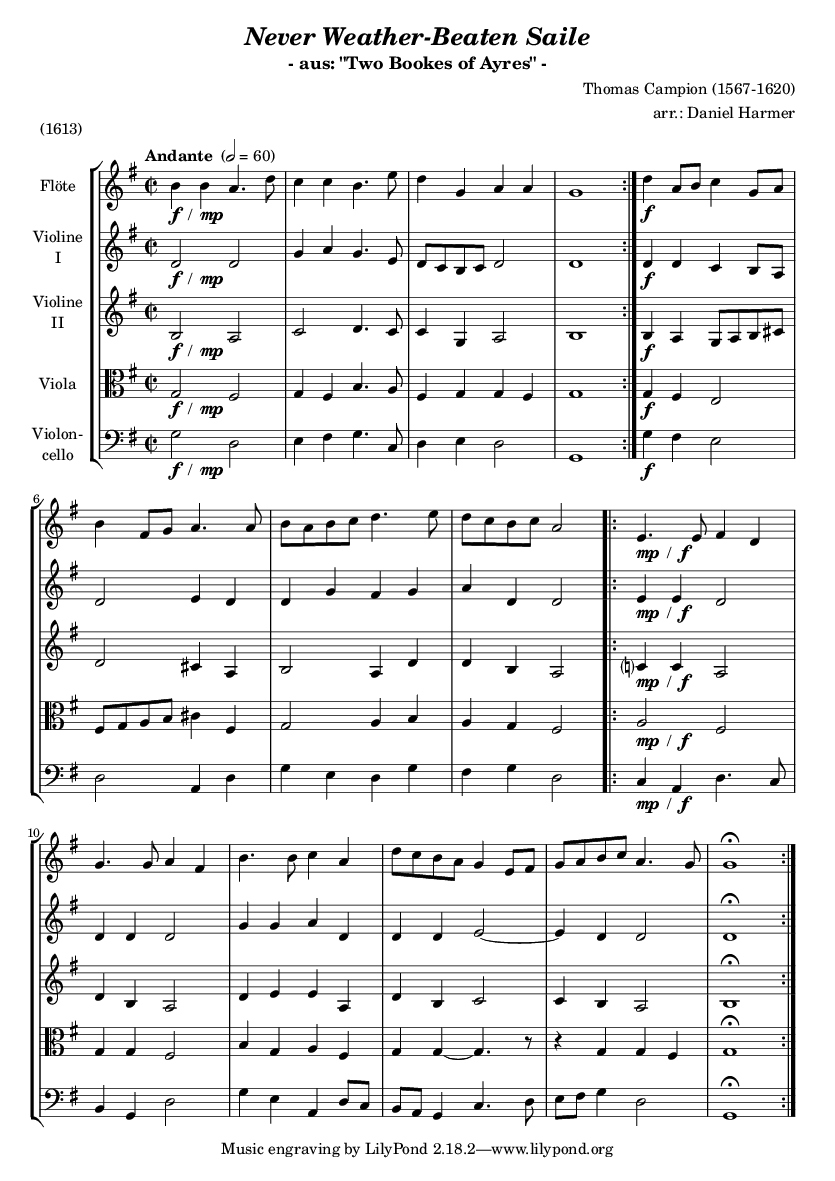 Never Weather-Beaten Saile
- aus: "Two Bookes of Ayres" -
Thomas Campion (1567-1620)
arr.: Daniel Harmer
(1613)
Andante (𝅗𝅥 = 60)
Flöte
f / mp
f
Violine
I
f / mp
f
Violine
II
f / mp
f
Viola
f / mp
f
Violon-
cello
f / mp
f
6
mp / f
mp / f
mp / f
mp / f
mp / f
10
Music engraving by LilyPond 2.18.2—www.lilypond.org